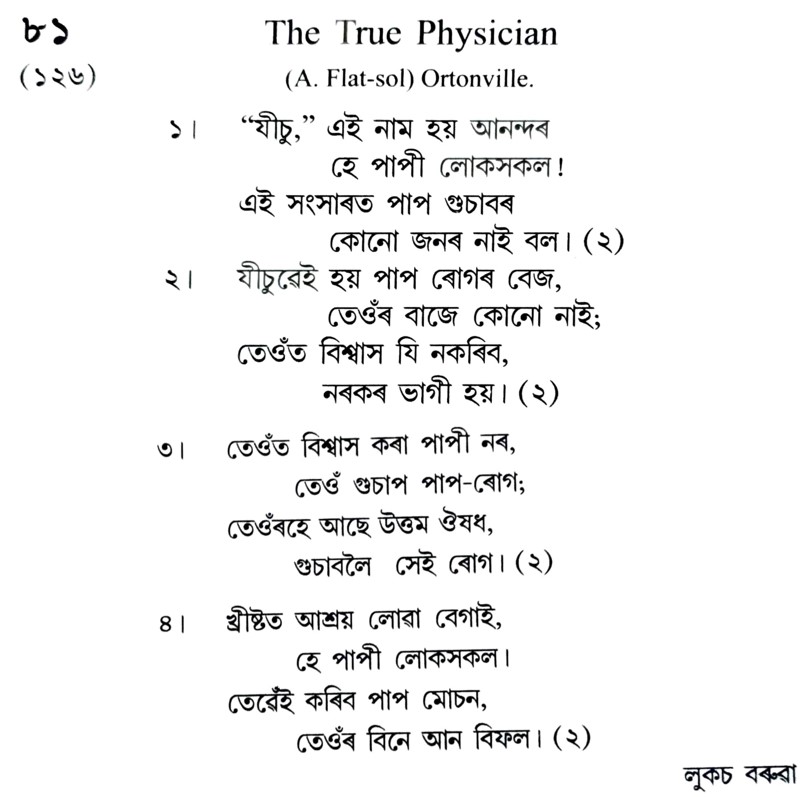 ৮১ The True Physician
(১২৬) (A. Flat-sol) Ortonville.
১। “যীচু,” এই নাম হয় আনন্দৰ
হে পাপী লোকসকল!
এই সংসাৰত পাপ গুচাবৰ
কোনো জনৰ নাই বল। (২)
২। যীচুৱেই হয় পাপ ৰোগৰ বেজ,
তেওঁৰ বাজে কোনো নাই;
তেওঁত বিশ্বাস যি নকৰিব,
নৰকৰ ভাগী হয়। (২)
৩। তেওঁত বিশ্বাস কৰা পাপী নৰ,
তেওঁ গুচাপ পাপ-ৰোগ;
তেওঁৰহে আছে উত্তম ঔষধ,
গুচাবলৈ সেই ৰোগ। (২)
৪। খ্ৰীষ্টত আশ্ৰয় লোৱা বেগাই,
হে পাপী লোকসকল।
তেৱেঁই কৰিব পাপ মোচন,
তেওঁৰ বিনে আন বিফল। (২)
লুকচ বৰুৱা